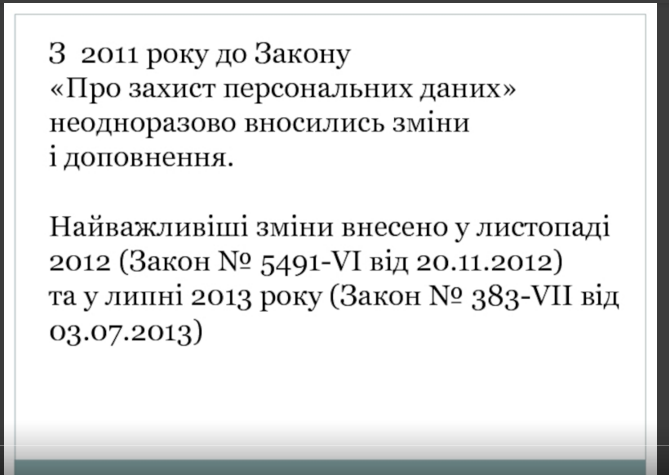 З 2011 року до Закону
«Про захист персональних даних»
неодноразово вносились зміни
і доповнення.
Найважливіші зміни внесено у листопаді
2012 (Закон № 5491-VI від 20.11.2012)
та у липні 2013 року (Закон № 383-VII від
03.07.2013)